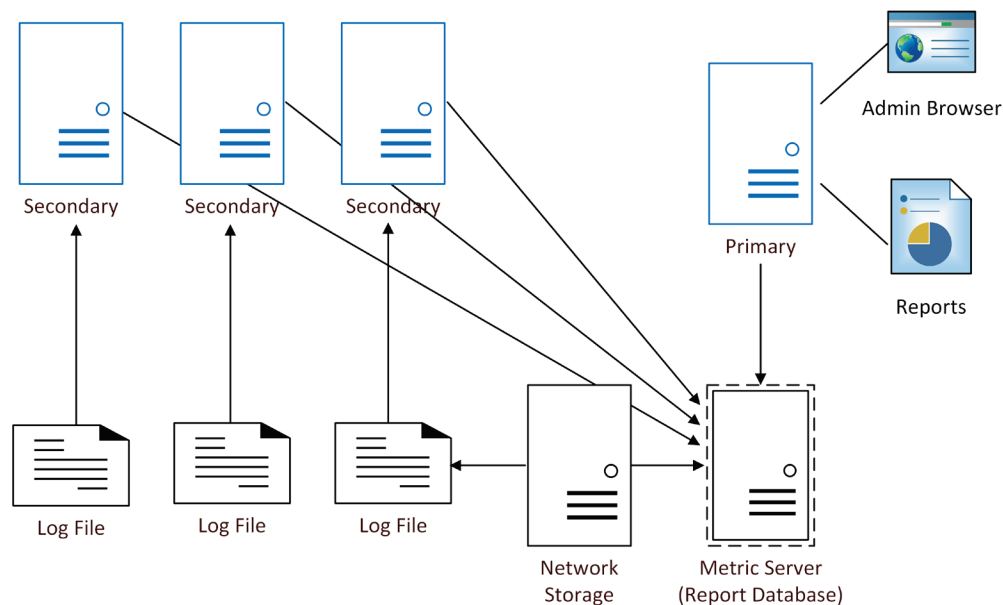 Admin Browser
Secondary
Secondary
Secondary
Primary
Reports
Log File
Log File
Log File
Network
Storage
Metric Server
(Report Database)